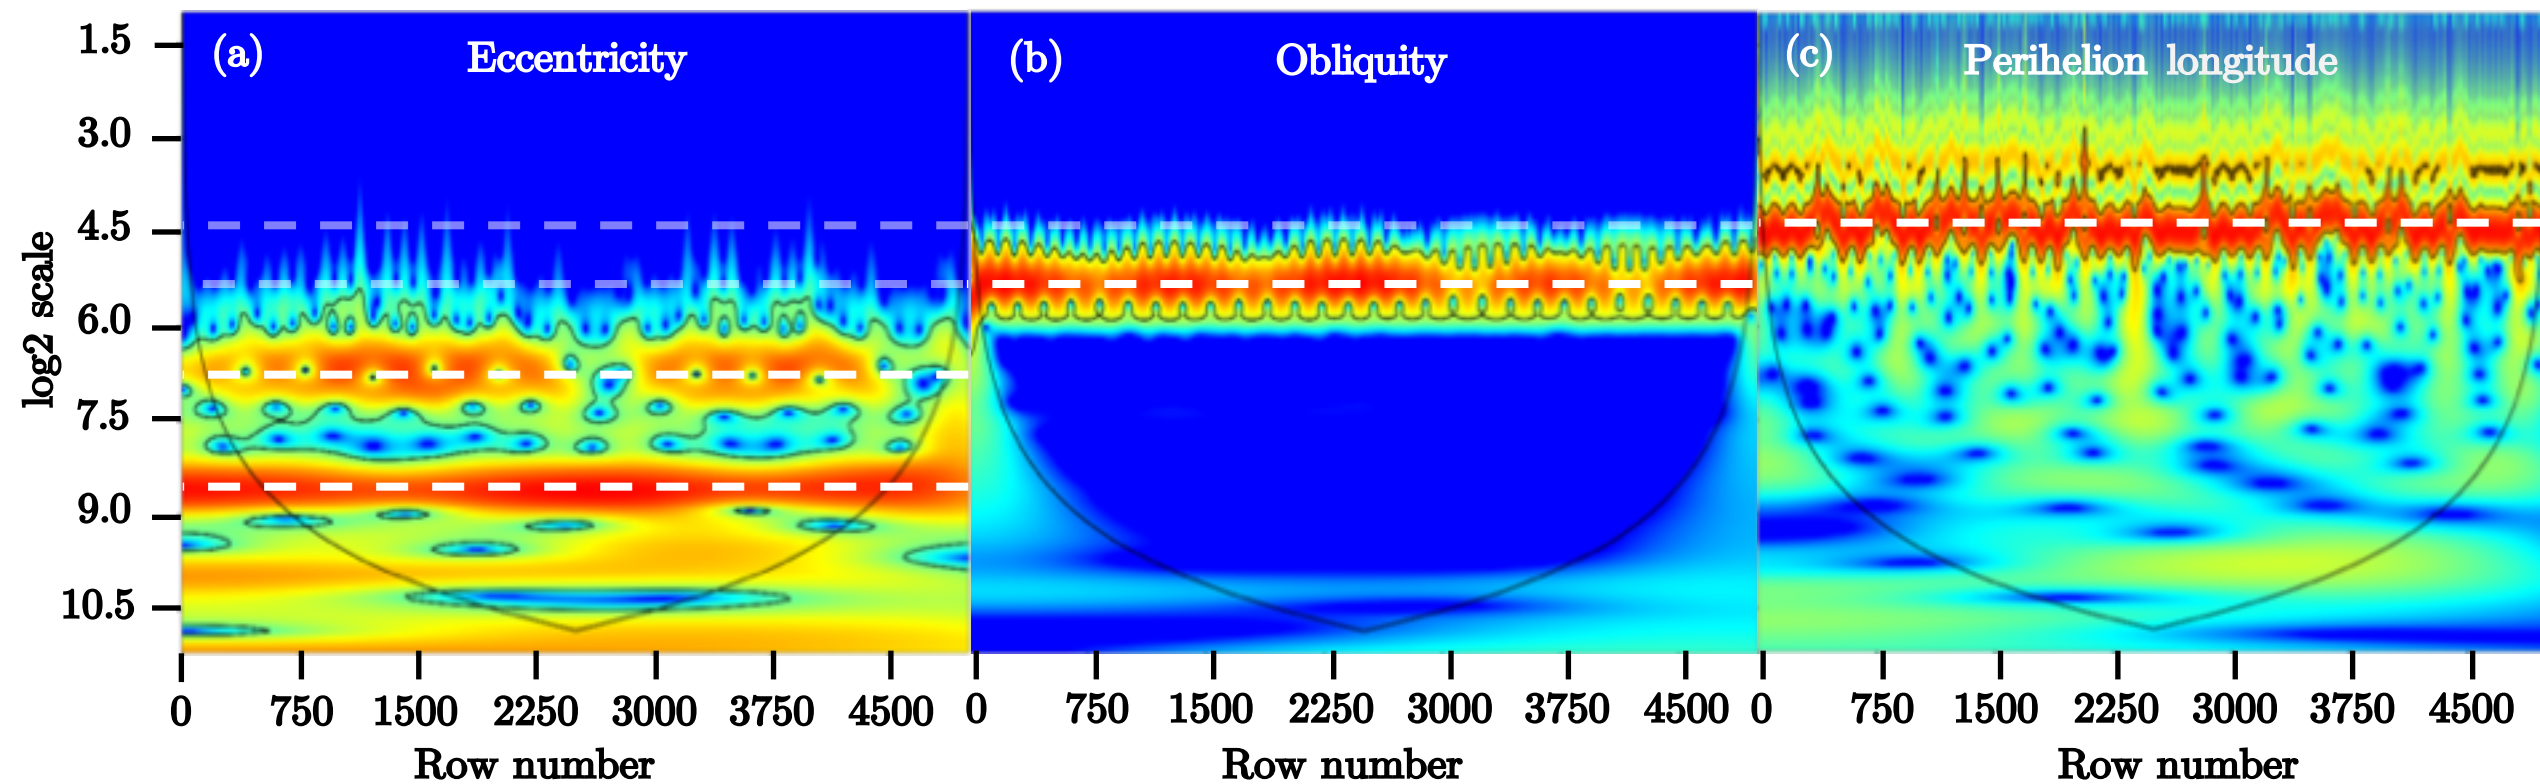 (a) Eccentricity
(b) Obliquity
(c) Perihelion longitude
log2 scale
1.5
3.0
4.5
6.0
7.5
9.0
10.5
0 750 1500 2250 3000 3750 4500
0 750 1500 2250 3000 3750 4500
0 750 1500 2250 3000 3750 4500
Row number
Row number
Row number